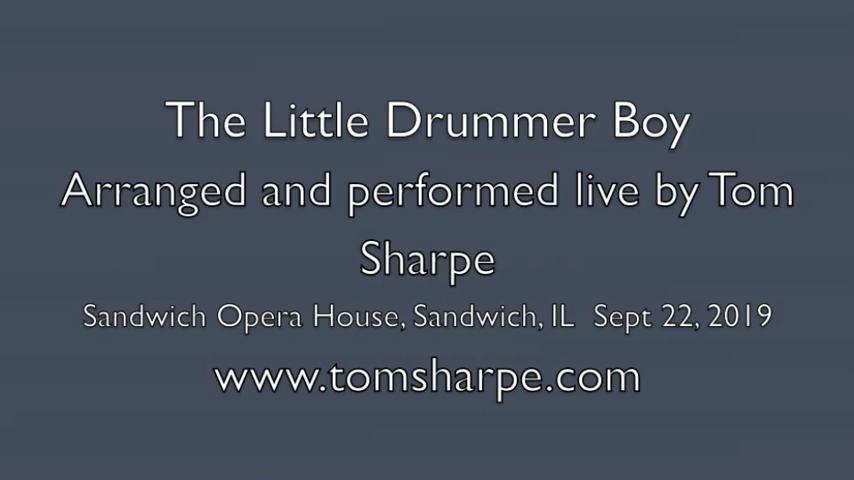 The Little Drummer Boy
Arranged and performed live by Tom
Sharpe
Sandwich Opera House, Sandwich, IL  Sept 22, 2019
www.tomsharpe.com